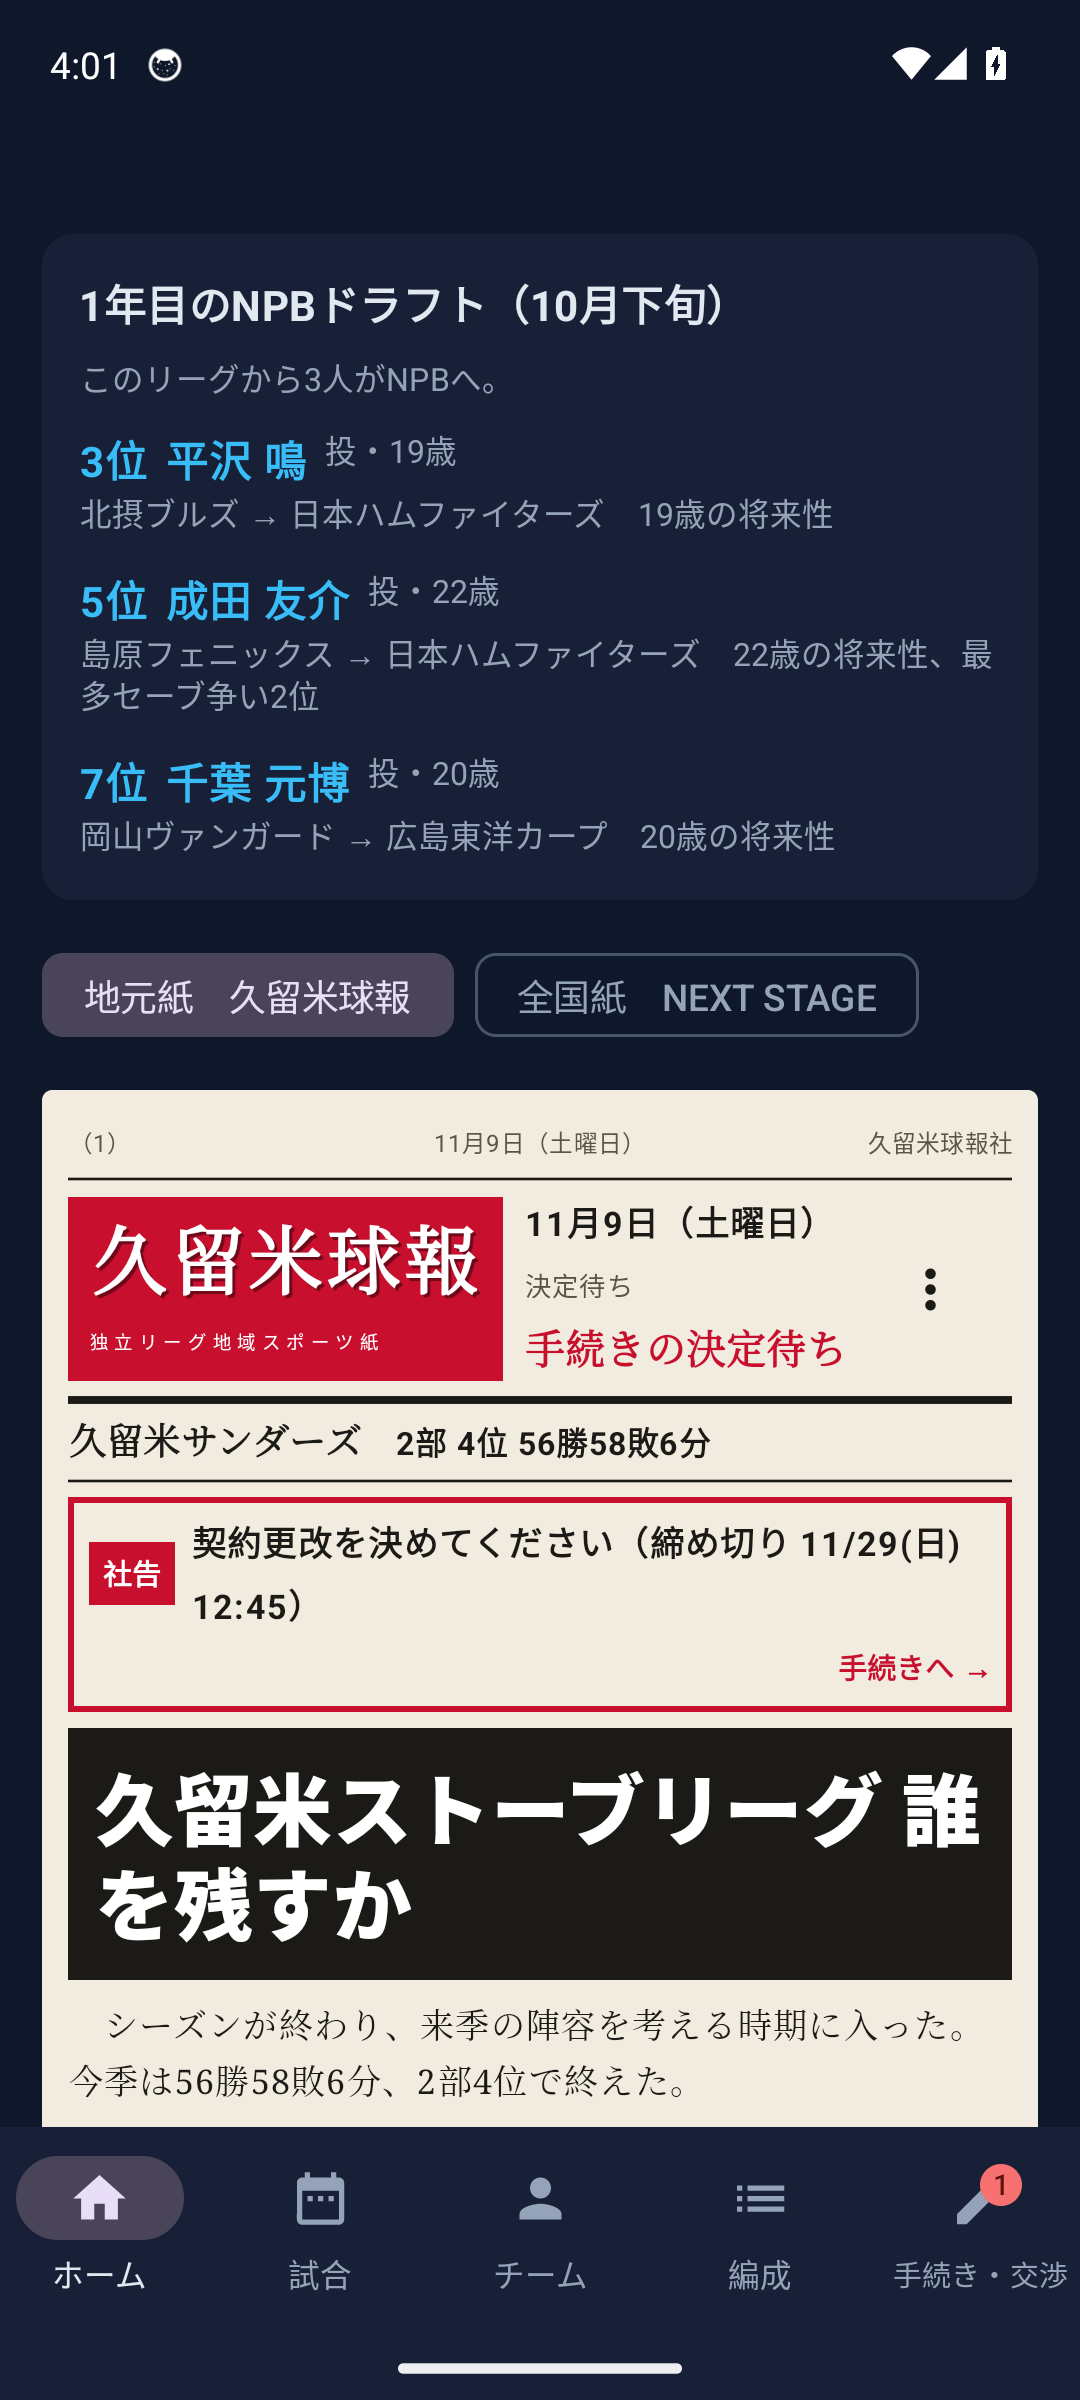 4:01
1年目のNPBドラフト（10月下旬）
このリーグから3人がNPBへ。
3位 平沢 鳴 投・19歳
北摂ブルズ → 日本ハムファイターズ　19歳の将来性
5位 成田 友介 投・22歳
島原フェニックス → 日本ハムファイターズ　22歳の将来性、最
多セーブ争い2位
7位 千葉 元博 投・20歳
岡山ヴァンガード → 広島東洋カープ　20歳の将来性
地元紙　久留米球報
全国紙　NEXT STAGE
（1）　11月9日（土曜日）　久留米球報社
久留米球報
独立リーグ地域スポーツ紙
11月9日（土曜日）
決定待ち
手続きの決定待ち
久留米サンダーズ　2部 4位 56勝58敗6分
社告
契約更改を決めてください（締め切り 11/29(日)
12:45）
手続きへ →
久留米ストーブリーグ 誰
を残すか
　シーズンが終わり、来季の陣容を考える時期に入った。
今季は56勝58敗6分、2部4位で終えた。
1
ホーム
試合
チーム
編成
手続き・交渉